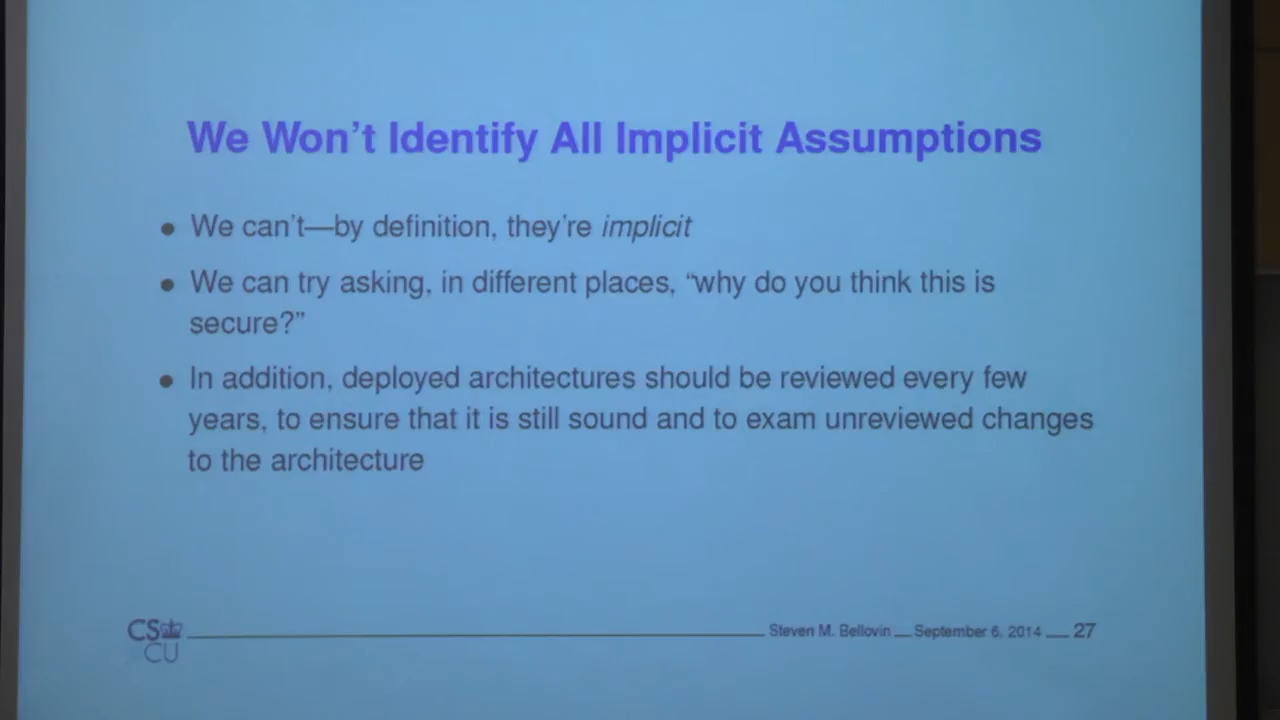 We Won't Identify All Implicit Assumptions
• We can't—by definition, they're implicit
• We can try asking, in different places, “why do you think this is
secure?”
• In addition, deployed architectures should be reviewed every few
years, to ensure that it is still sound and to exam unreviewed changes
to the architecture
CS
CU
Steven M. Bellovin __ September 6, 2014 __ 27